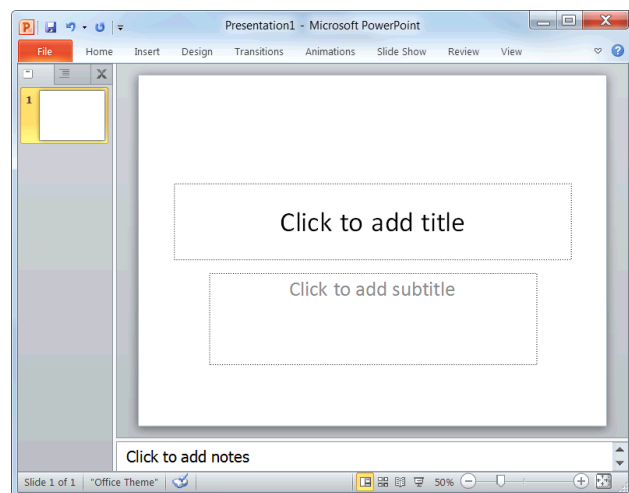 Presentation1 - Microsoft PowerPoint
File Home Insert Design Transitions Animations Slide Show Review View
1
Click to add title
Click to add subtitle
Click to add notes
Slide 1 of 1 "Office Theme" 50%